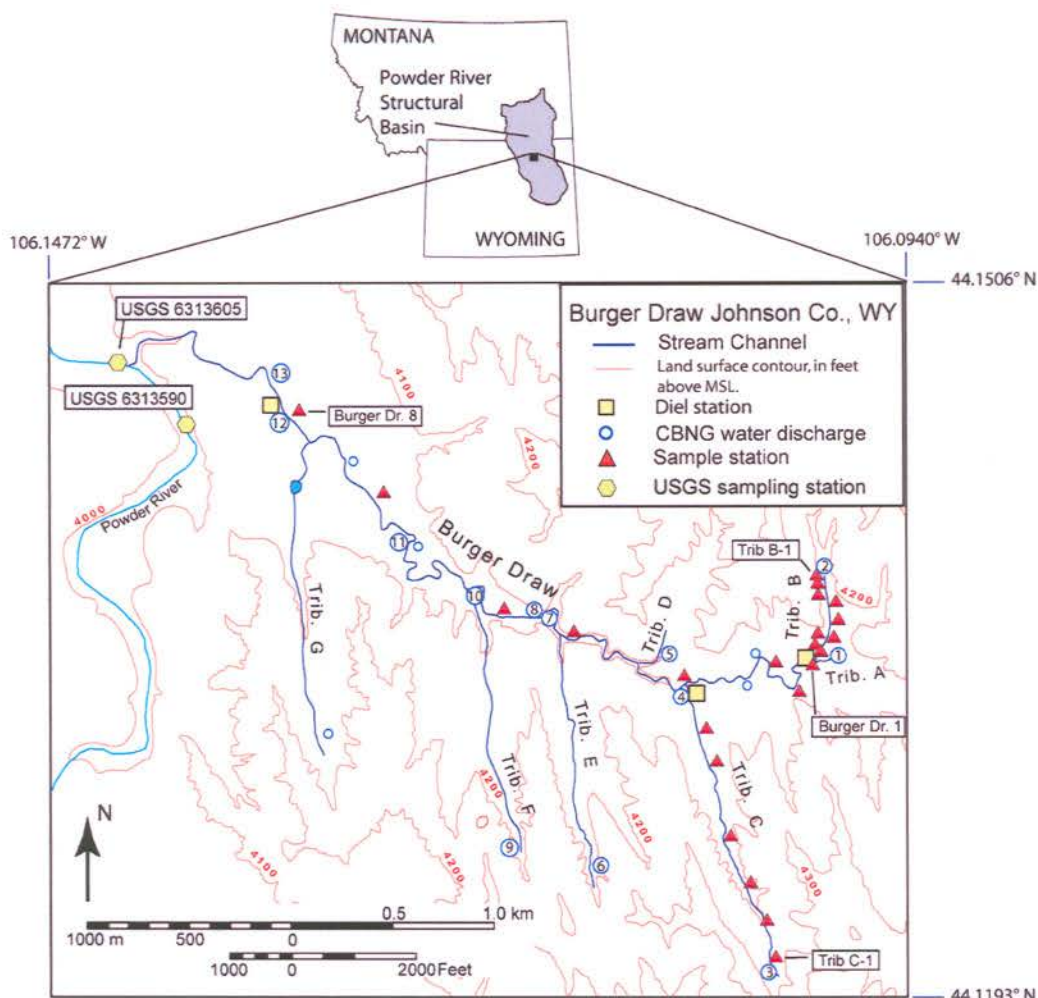 MONTANA
Powder River
Structural
Basin
WYOMING
106.1472° W
106.0940° W
44.1506° N
USGS 6313605
USGS 6313590
Burger Draw Johnson Co., WY
Stream Channel
Land surface contour, in feet
above MSL.
Diel station
CBNG water discharge
Sample station
USGS sampling station
13
12
Burger Dr. 8
4100
4200
4000
Powder River
11
Burger Draw
Trib. G
10
8
7
Trib. D
5
4
Trib B-1
2
Trib. B
4200
1
Trib. A
Burger Dr. 1
Trib. E
Trib. F
Trib. C
4200
4200
4300
4100
4200
9
6
3
Trib C-1
N
0.5
1.0 km
1000 m
500
0
1000
0
2000 Feet
44.1193° N